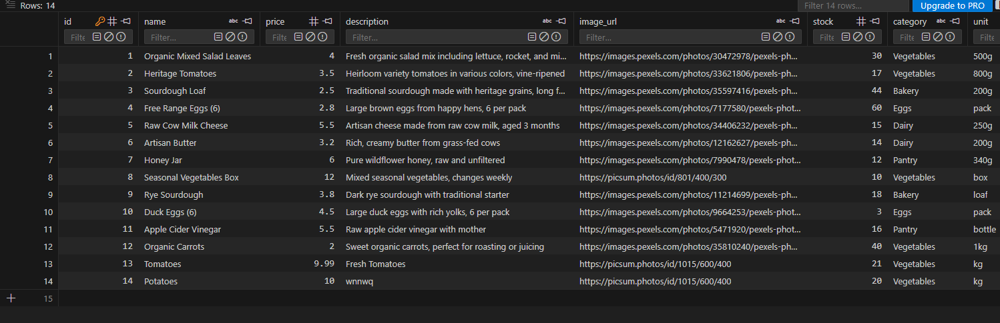 Rows: 14 Filter 14 rows... Upgrade to PRO
id name abc price description abc image_url abc stock category abc unit
Filte Filter... Filte Filter... Filter... Filte Filter Filte
1 1 Organic Mixed Salad Leaves 4 Fresh organic salad mix including lettuce, rocket, and mi... https://images.pexels.com/photos/30472978/pexels-ph... 30 Vegetables 500g
2 2 Heritage Tomatoes 3.5 Heirloom variety tomatoes in various colors, vine-ripened https://images.pexels.com/photos/33621806/pexels-ph... 17 Vegetables 800g
3 3 Sourdough Loaf 2.5 Traditional sourdough made with heritage grains, long f... https://images.pexels.com/photos/35597416/pexels-ph... 44 Bakery 200g
4 4 Free Range Eggs (6) 2.8 Large brown eggs from happy hens, 6 per pack https://images.pexels.com/photos/7177580/pexels-phot... 60 Eggs pack
5 5 Raw Cow Milk Cheese 5.5 Artisan cheese made from raw cow milk, aged 3 months https://images.pexels.com/photos/34406232/pexels-ph... 15 Dairy 250g
6 6 Artisan Butter 3.2 Rich, creamy butter from grass-fed cows https://images.pexels.com/photos/12162627/pexels-ph... 14 Dairy 200g
7 7 Honey Jar 6 Pure wildflower honey, raw and unfiltered https://images.pexels.com/photos/7990478/pexels-phot... 12 Pantry 340g
8 8 Seasonal Vegetables Box 12 Mixed seasonal vegetables, changes weekly https://picsum.photos/id/801/400/300 10 Vegetables box
9 9 Rye Sourdough 3.8 Dark rye sourdough with traditional starter https://images.pexels.com/photos/11214699/pexels-ph... 18 Bakery loaf
10 10 Duck Eggs (6) 4.5 Large duck eggs with rich yolks, 6 per pack https://images.pexels.com/photos/9664253/pexels-phot... 3 Eggs pack
11 11 Apple Cider Vinegar 5.5 Raw apple cider vinegar with mother https://images.pexels.com/photos/5471920/pexels-phot... 16 Pantry bottle
12 12 Organic Carrots 2 Sweet organic carrots, perfect for roasting or juicing https://images.pexels.com/photos/35810240/pexels-ph... 40 Vegetables 1kg
13 13 Tomatoes 9.99 Fresh Tomatoes https://picsum.photos/id/1015/600/400 21 Vegetables kg
14 14 Potatoes 10 wnnwq https://picsum.photos/id/1015/600/400 20 Vegetables kg
15